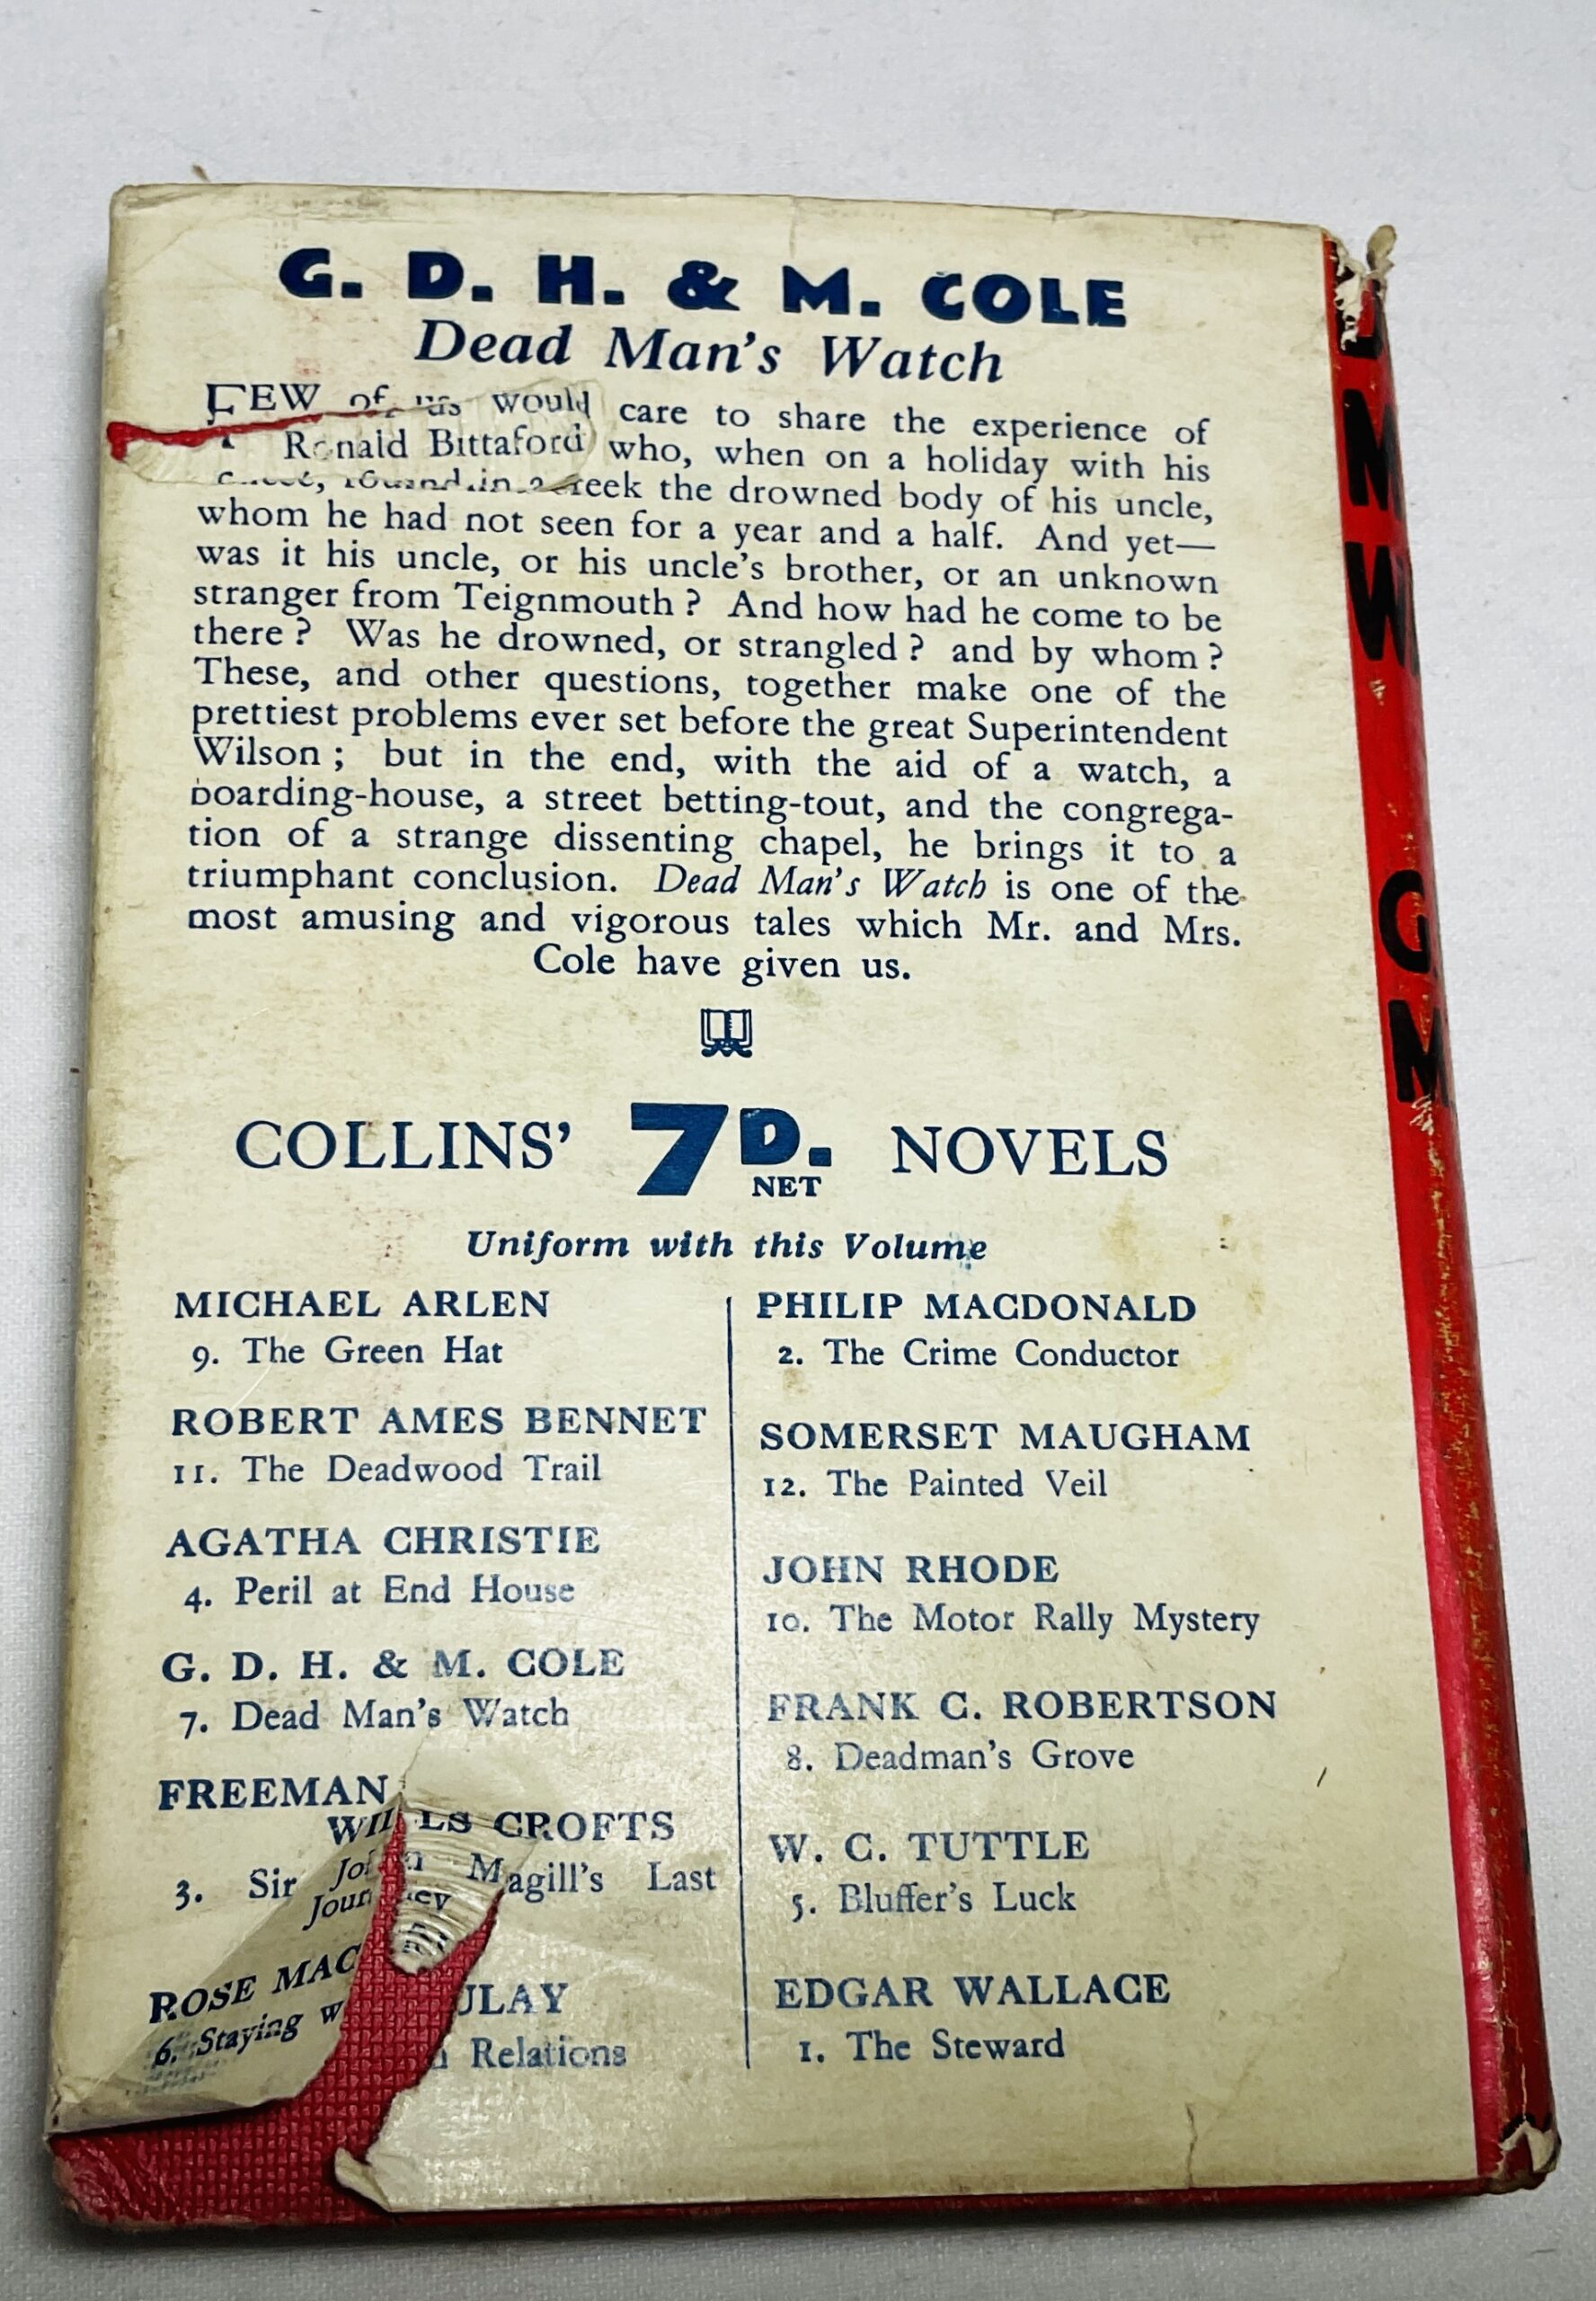 G. D. H. & M. COLE
Dead Man's Watch
FEW of us would care to share the experience of
Ronald Bittaford who, when on a holiday with his
found in a creek the drowned body of his uncle,
whom he had not seen for a year and a half. And yet—
was it his uncle, or his uncle's brother, or an unknown
stranger from Teignmouth ? And how had he come to be
there ? Was he drowned, or strangled ? and by whom ?
These, and other questions, together make one of the
prettiest problems ever set before the great Superintendent
Wilson ; but in the end, with the aid of a watch, a
boarding-house, a street betting-tout, and the congrega-
tion of a strange dissenting chapel, he brings it to a
triumphant conclusion. Dead Man's Watch is one of the
most amusing and vigorous tales which Mr. and Mrs.
Cole have given us.
COLLINS' 7D. NET NOVELS
Uniform with this Volume
MICHAEL ARLEN
9. The Green Hat
ROBERT AMES BENNET
11. The Deadwood Trail
AGATHA CHRISTIE
4. Peril at End House
G. D. H. & M. COLE
7. Dead Man's Watch
FREEMAN
WILLS CROFTS
3. Sir John Magill's Last
Journey
ROSE MACAULAY
6. Staying w Relations
PHILIP MACDONALD
2. The Crime Conductor
SOMERSET MAUGHAM
12. The Painted Veil
JOHN RHODE
10. The Motor Rally Mystery
FRANK C. ROBERTSON
8. Deadman's Grove
W. C. TUTTLE
5. Bluffer's Luck
EDGAR WALLACE
1. The Steward